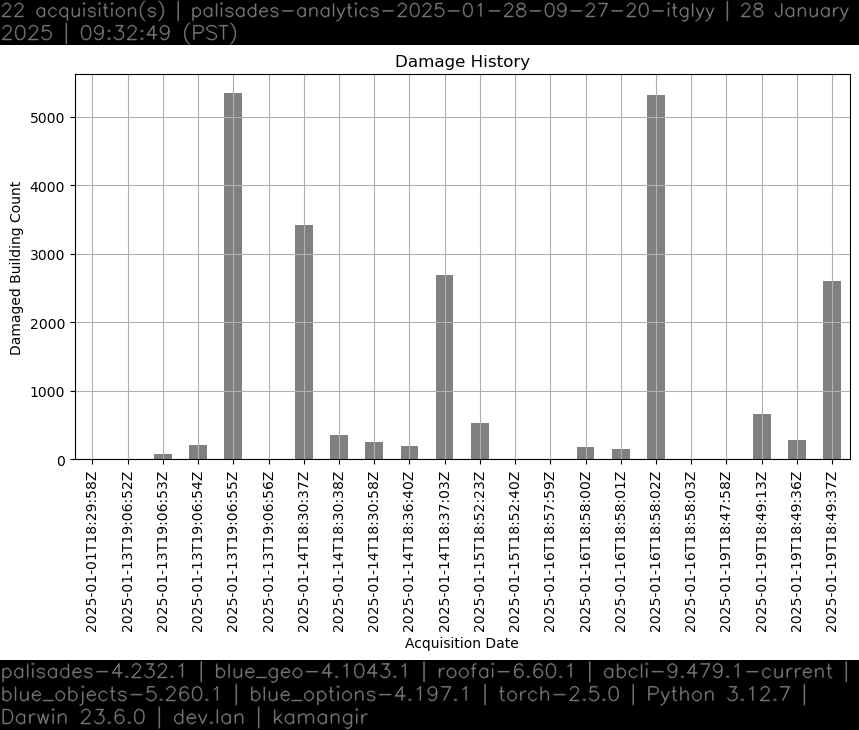 22 acquisition(s) | palisades-analytics-2025-01-28-09-27-20-itglyy | 28 January
2025 | 09:32:49 (PST)
Damage History
Damaged Building Count
5000
4000
3000
2000
1000
0
2025-01-01T18:29:58Z
2025-01-13T19:06:52Z
2025-01-13T19:06:53Z
2025-01-13T19:06:54Z
2025-01-13T19:06:55Z
2025-01-13T19:06:56Z
2025-01-14T18:30:37Z
2025-01-14T18:30:38Z
2025-01-14T18:30:58Z
2025-01-14T18:36:40Z
2025-01-14T18:37:03Z
2025-01-15T18:52:23Z
2025-01-15T18:52:40Z
2025-01-16T18:57:59Z
2025-01-16T18:58:00Z
2025-01-16T18:58:01Z
2025-01-16T18:58:02Z
2025-01-16T18:58:03Z
2025-01-19T18:47:58Z
2025-01-19T18:49:13Z
2025-01-19T18:49:36Z
2025-01-19T18:49:37Z
Acquisition Date
palisades-4.232.1 | blue_geo-4.1043.1 | roofai-6.60.1 | abcli-9.479.1-current |
blue_objects-5.260.1 | blue_options-4.197.1 | torch-2.5.0 | Python 3.12.7 |
Darwin 23.6.0 | dev.lan | kamangir